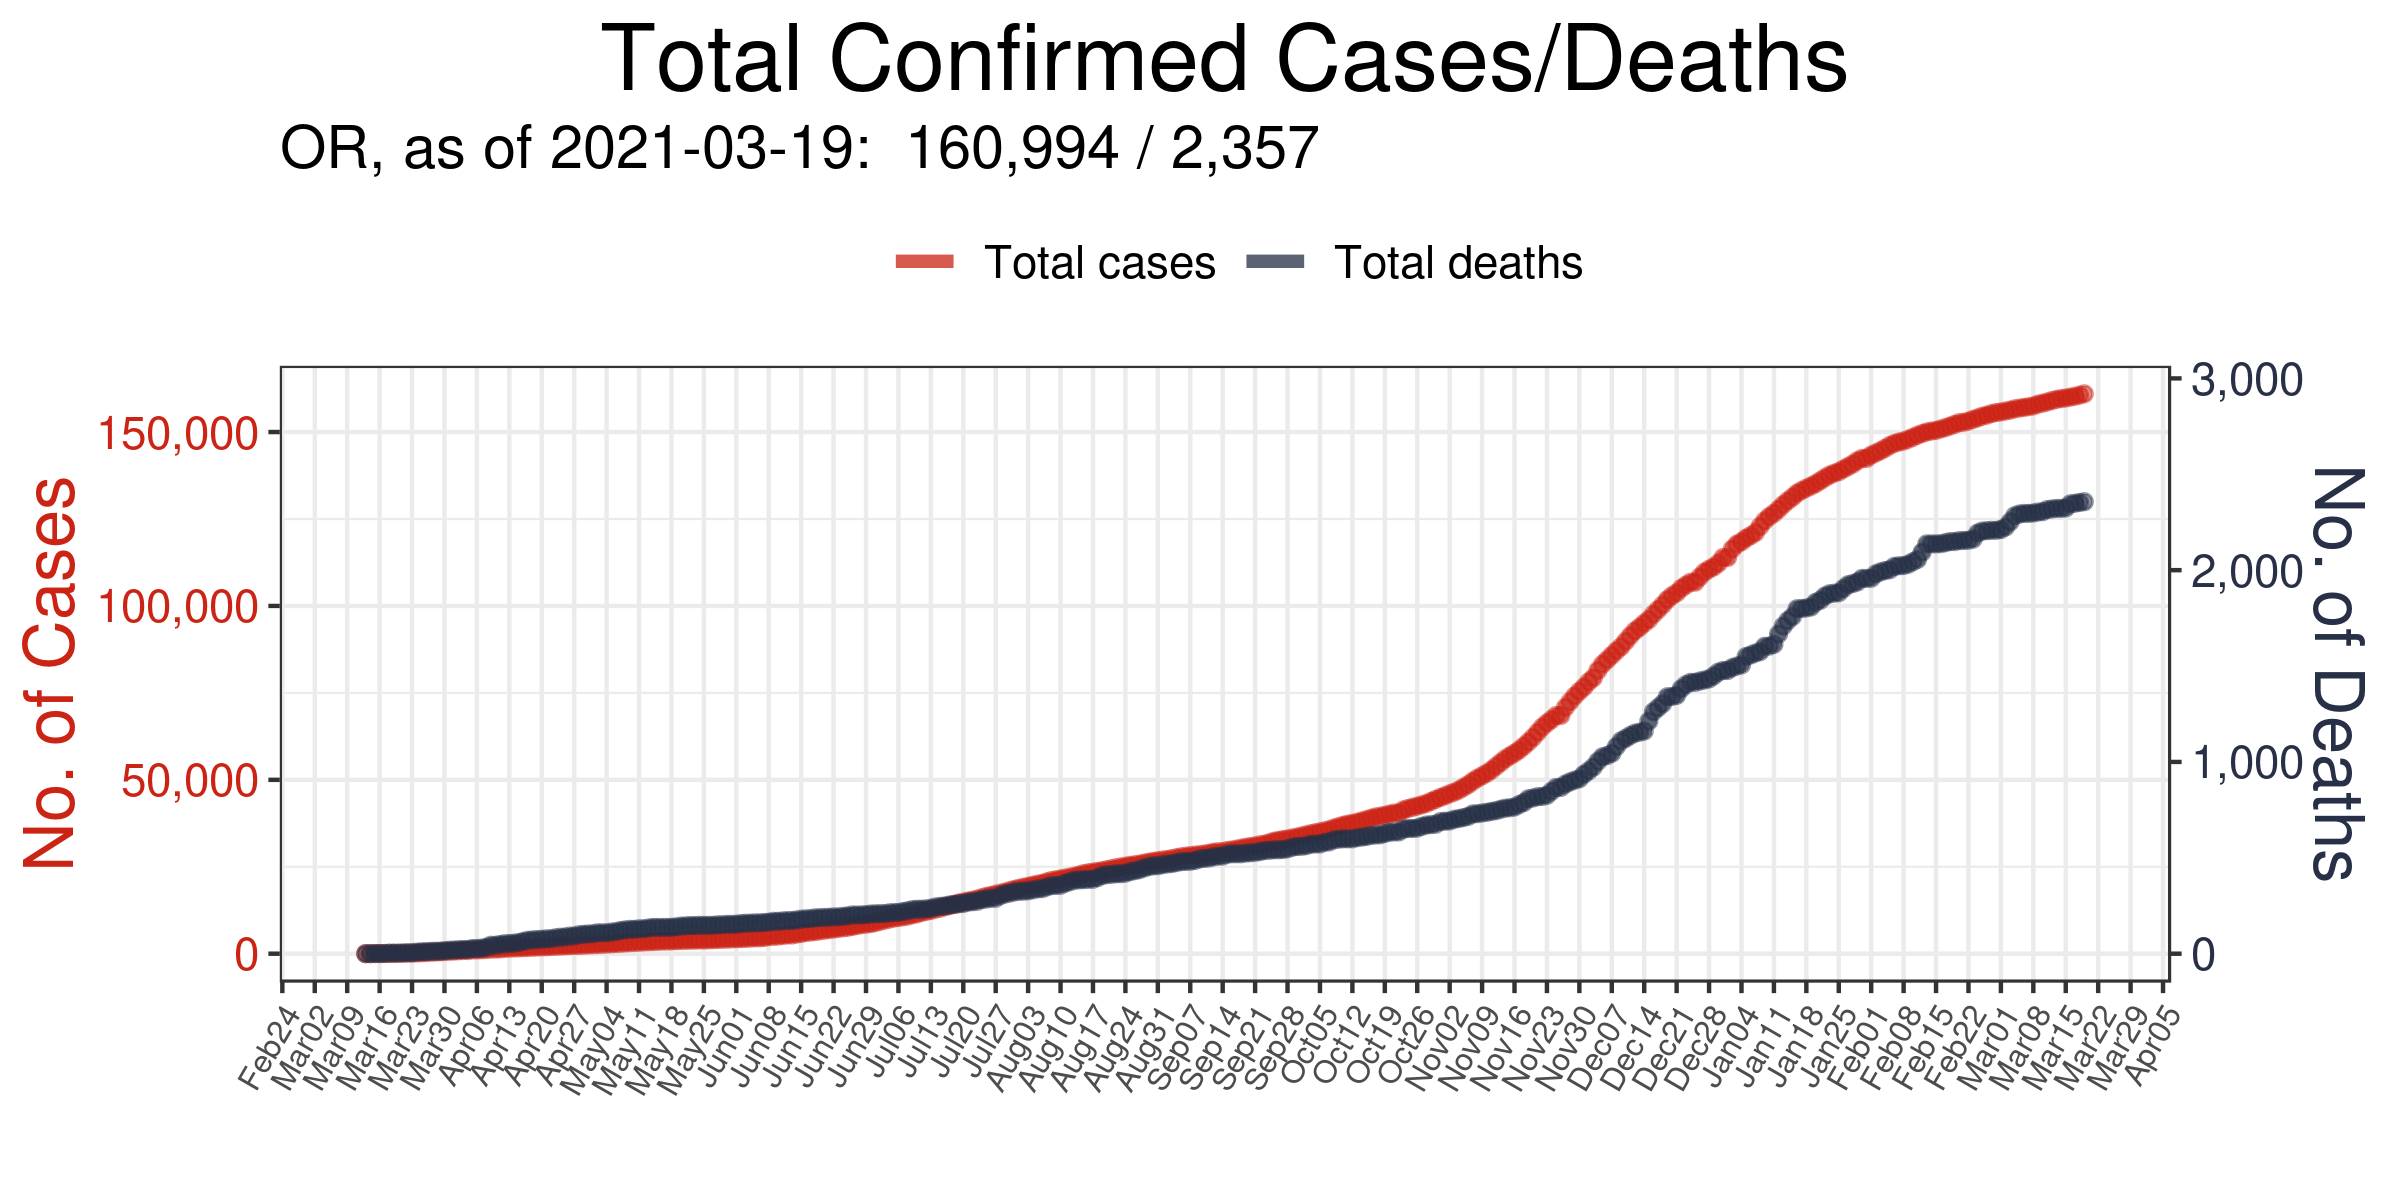 Total Confirmed Cases/Deaths
OR, as of 2021-03-19:  160,994 / 2,357
Total cases
Total deaths
No. of Cases
150,000
100,000
50,000
0
3,000
2,000
1,000
0
No. of Deaths
Feb24
Mar02
Mar09
Mar16
Mar23
Mar30
Apr06
Apr13
Apr20
Apr27
May04
May11
May18
May25
Jun01
Jun08
Jun15
Jun22
Jun29
Jul06
Jul13
Jul20
Jul27
Aug03
Aug10
Aug17
Aug24
Aug31
Sep07
Sep14
Sep21
Sep28
Oct05
Oct12
Oct19
Oct26
Nov02
Nov09
Nov16
Nov23
Nov30
Dec07
Dec14
Dec21
Dec28
Jan04
Jan11
Jan18
Jan25
Feb01
Feb08
Feb15
Feb22
Mar01
Mar08
Mar15
Mar22
Mar29
Apr05